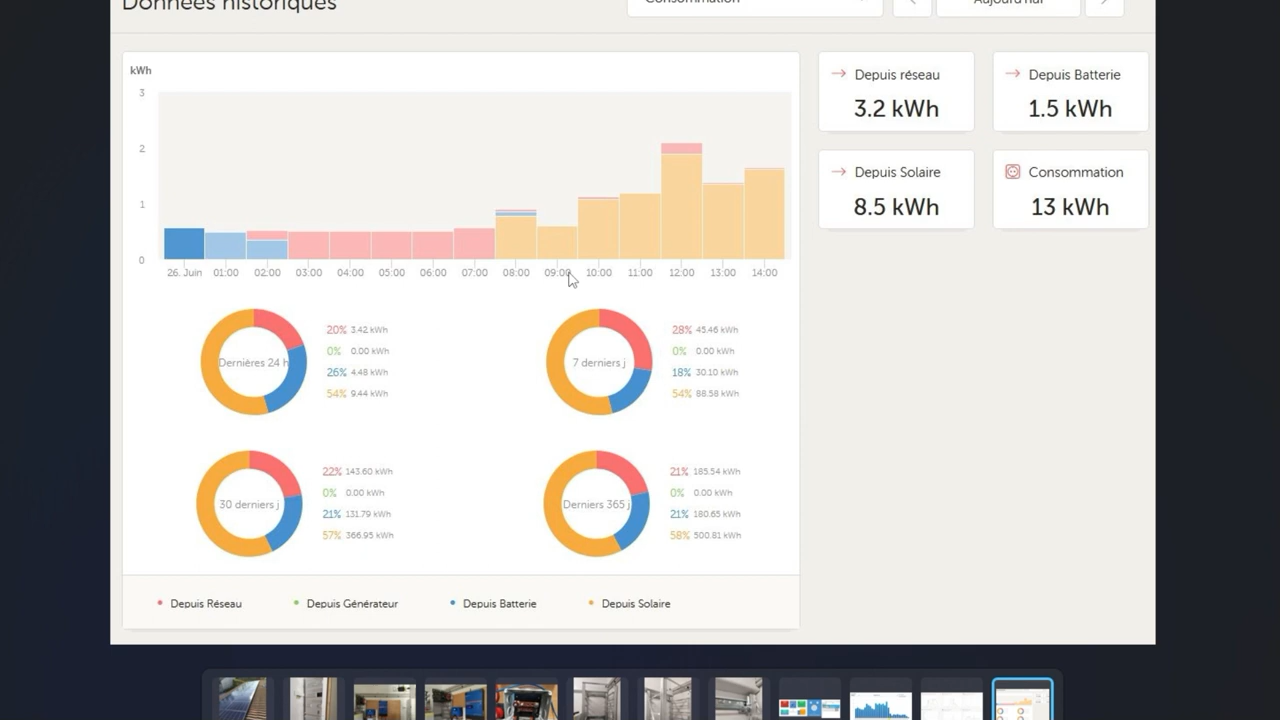 Données historiques
Consommation
Aujourd'hui
kWh
3
2
1
0
26. Juin 01:00 02:00 03:00 04:00 05:00 06:00 07:00 08:00 09:00 10:00 11:00 12:00 13:00 14:00
Depuis réseau
3.2 kWh
Depuis Batterie
1.5 kWh
Depuis Solaire
8.5 kWh
Consommation
13 kWh
Dernières 24 h
20% 3.42 kWh
0% 0.00 kWh
26% 4.48 kWh
54% 9.44 kWh
7 derniers j
28% 45.46 kWh
0% 0.00 kWh
18% 30.10 kWh
54% 88.58 kWh
30 derniers j
22% 143.60 kWh
0% 0.00 kWh
21% 131.79 kWh
57% 366.95 kWh
Derniers 365 j
21% 185.54 kWh
0% 0.00 kWh
21% 180.65 kWh
58% 500.81 kWh
Depuis Réseau
Depuis Générateur
Depuis Batterie
Depuis Solaire